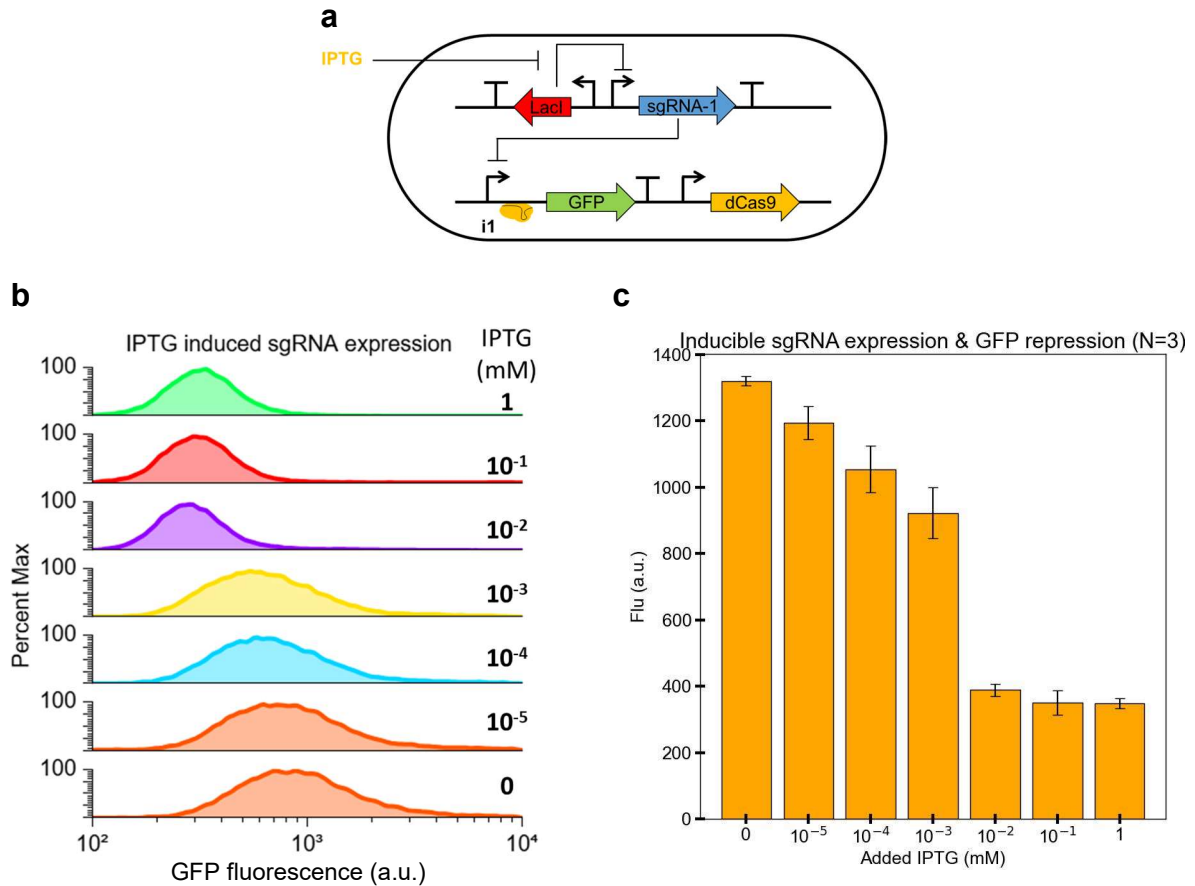 a
IPTG
LacI
sgRNA-1
GFP
dCas9
i1
b
IPTG induced sgRNA expression
IPTG
(mM)
100
1
100
10⁻¹
100
10⁻²
100
10⁻³
100
10⁻⁴
100
10⁻⁵
100
0
Percent Max
10² 10³ 10⁴
GFP fluorescence (a.u.)
c
Inducible sgRNA expression & GFP repression (N=3)
1400
1200
1000
800
600
400
200
0
Flu (a.u.)
0 10⁻⁵ 10⁻⁴ 10⁻³ 10⁻² 10⁻¹ 1
Added IPTG (mM)